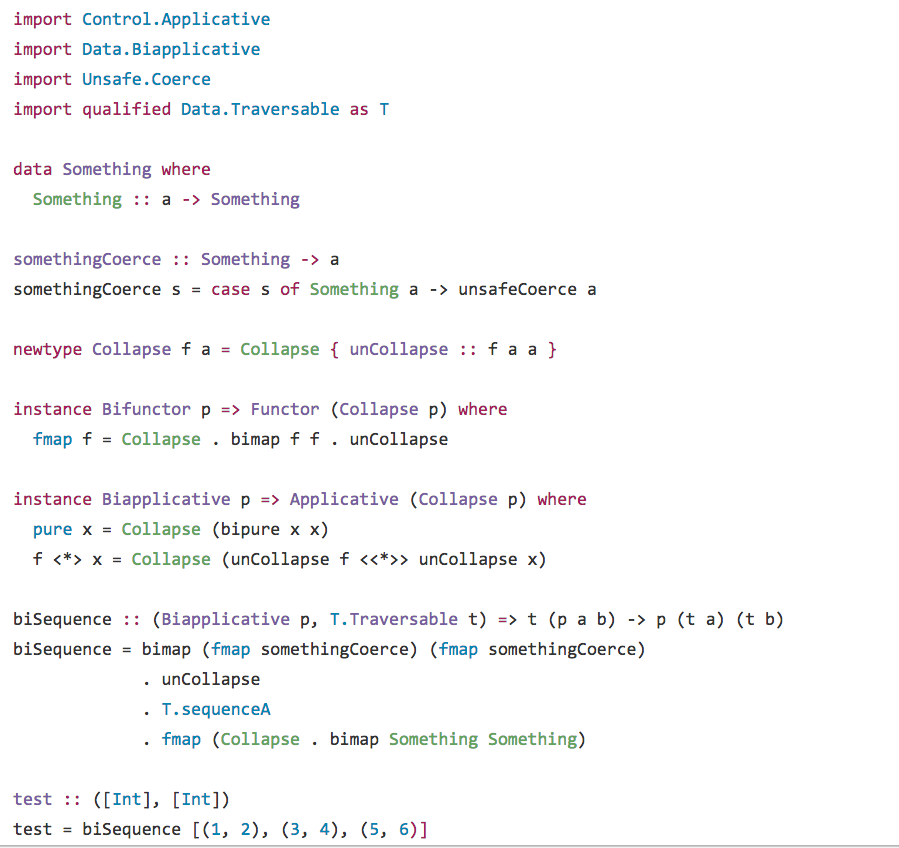 import Control.Applicative
import Data.Biapplicative
import Unsafe.Coerce
import qualified Data.Traversable as T

data Something where
  Something :: a -> Something

somethingCoerce :: Something -> a
somethingCoerce s = case s of Something a -> unsafeCoerce a

newtype Collapse f a = Collapse { unCollapse :: f a a }

instance Bifunctor p => Functor (Collapse p) where
  fmap f = Collapse . bimap f f . unCollapse

instance Biapplicative p => Applicative (Collapse p) where
  pure x = Collapse (bipure x x)
  f <*> x = Collapse (unCollapse f <<*>> unCollapse x)

biSequence :: (Biapplicative p, T.Traversable t) => t (p a b) -> p (t a) (t b)
biSequence = bimap (fmap somethingCoerce) (fmap somethingCoerce)
             . unCollapse
             . T.sequenceA
             . fmap (Collapse . bimap Something Something)

test :: ([Int], [Int])
test = biSequence [(1, 2), (3, 4), (5, 6)]